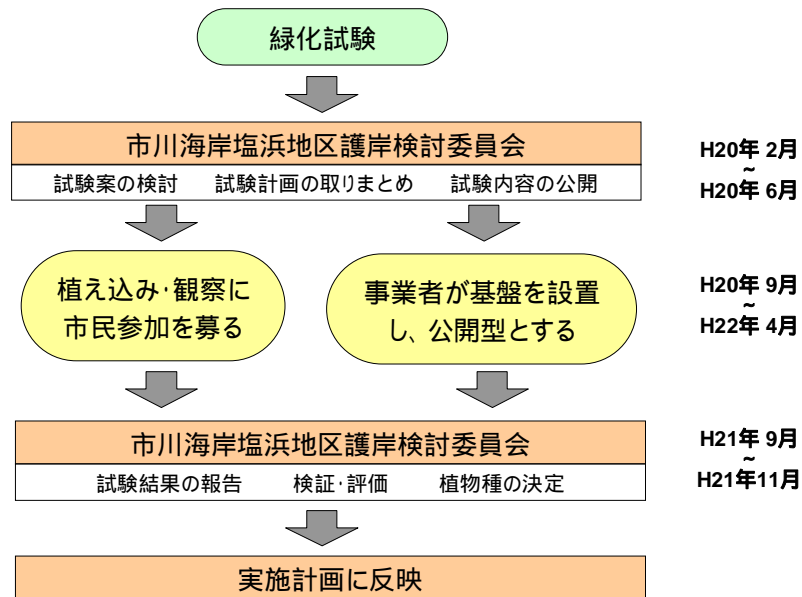 緑化試験
市川海岸塩浜地区護岸検討委員会
試験案の検討 試験計画の取りまとめ 試験内容の公開
H20年 2月
~
H20年 6月
植え込み・観察に
市民参加を募る
事業者が基盤を設置
し、公開型とする
H20年 9月
~
H22年 4月
市川海岸塩浜地区護岸検討委員会
試験結果の報告 検証・評価 植物種の決定
H21年 9月
~
H21年11月
実施計画に反映